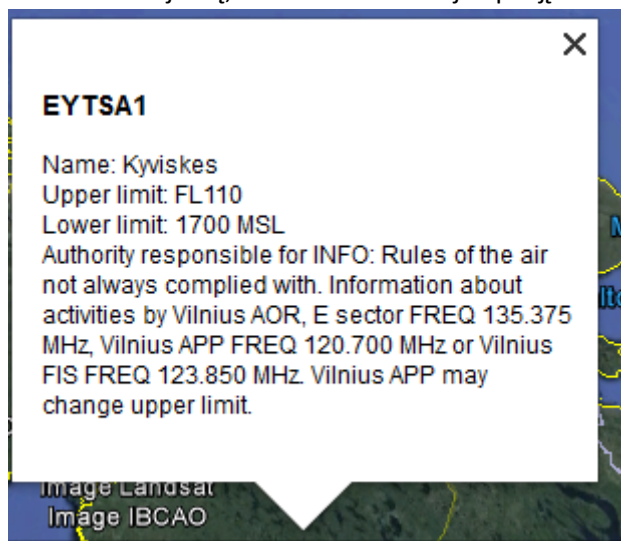 EYTSA1
Name: Kyviskes
Upper limit: FL110
Lower limit: 1700 MSL
Authority responsible for INFO: Rules of the air
not always complied with. Information about
activities by Vilnius AOR, E sector FREQ 135.375
MHz, Vilnius APP FREQ 120.700 MHz or Vilnius
FIS FREQ 123.850 MHz. Vilnius APP may
change upper limit.
Image Landsat
Image IBCAO